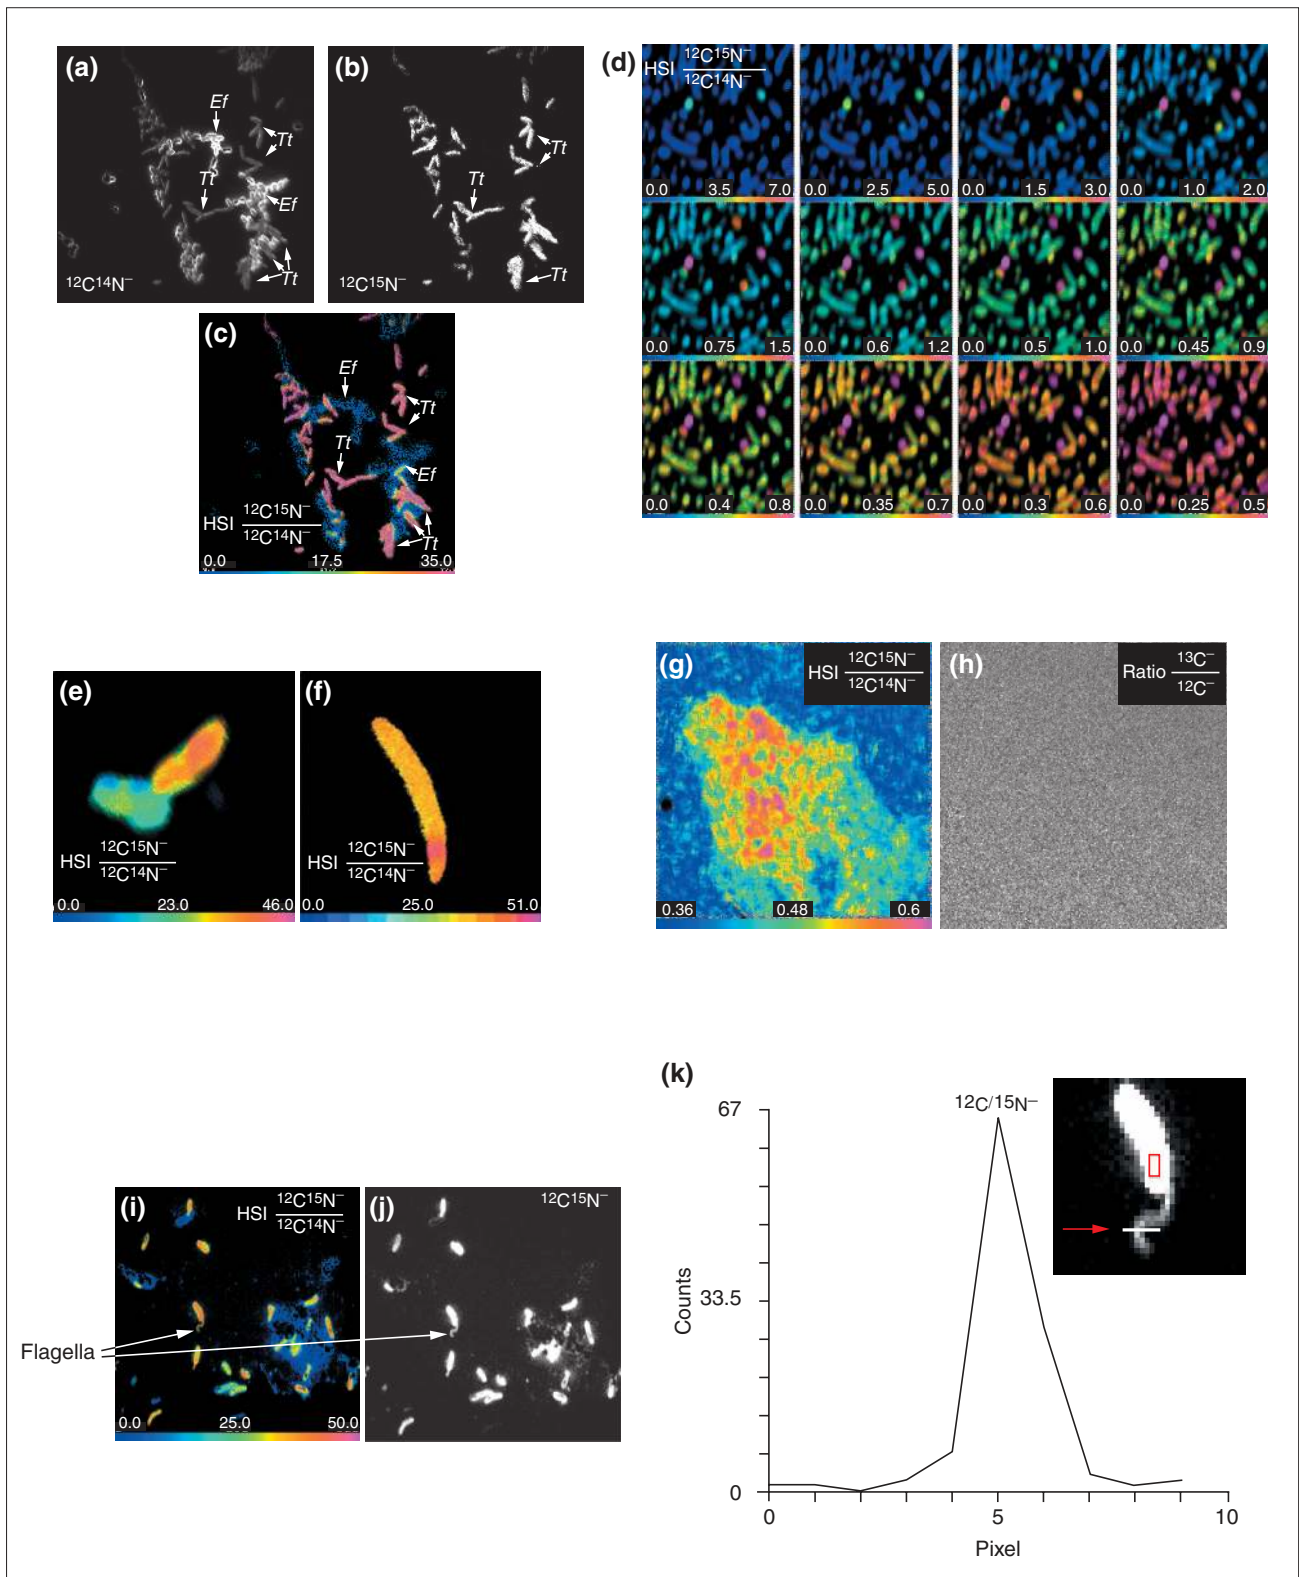 (a)
Ef
Tt
Tt
Ef
Tt
¹²C¹⁴N⁻
(b)
Tt
Tt
Tt
¹²C¹⁵N⁻
(c)
Ef
Tt
Tt
Ef
Tt
HSI ¹²C¹⁵N⁻
¹²C¹⁴N⁻
0.0 17.5 35.0
(d)
HSI ¹²C¹⁵N⁻
¹²C¹⁴N⁻
0.0 3.5 7.0 0.0 2.5 5.0 0.0 1.5 3.0 0.0 1.0 2.0
0.0 0.75 1.5 0.0 0.6 1.2 0.0 0.5 1.0 0.0 0.45 0.9
0.0 0.4 0.8 0.0 0.35 0.7 0.0 0.3 0.6 0.0 0.25 0.5
(e)
HSI ¹²C¹⁵N⁻
¹²C¹⁴N⁻
0.0 23.0 46.0
(f)
HSI ¹²C¹⁵N⁻
¹²C¹⁴N⁻
0.0 25.0 51.0
(g)
HSI ¹²C¹⁵N⁻
¹²C¹⁴N⁻
0.36 0.48 0.6
(h)
Ratio ¹³C⁻
¹²C⁻
(i)
HSI ¹²C¹⁵N⁻
¹²C¹⁴N⁻
Flagella
0.0 25.0 50.0
(j)
¹²C¹⁵N⁻
(k)
12C/15N⁻
67
33.5
0
Counts
0 5 10
Pixel